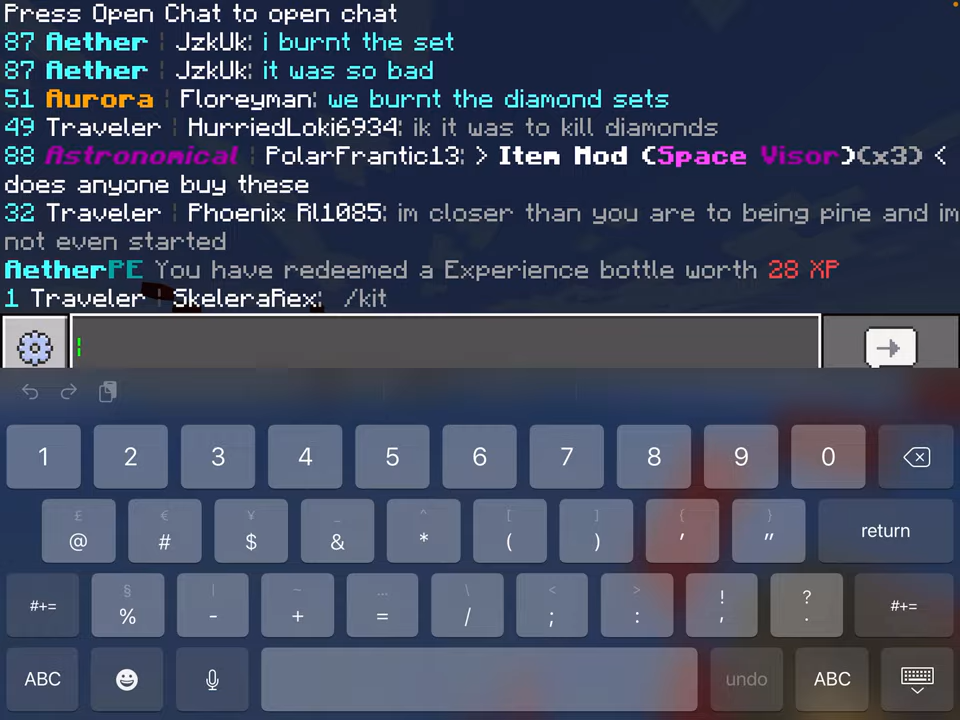 Press Open Chat to open chat
87 Aether | JzkUk: i burnt the set
87 Aether | JzkUk: it was so bad
51 Aurora | Floreyman: we burnt the diamond sets
49 Traveler | HurriedLoki6934: ik it was to kill diamonds
88 Astronomical | PolarFrantic13: > Item Mod (Space Visor)(x3) <
does anyone buy these
32 Traveler | Phoenix Rl1085: im closer than you are to being pine and im
not even started
AetherPE You have redeemed a Experience bottle worth 28 XP
1 Traveler | SkeleraRex: /kit
1 2 3 4 5 6 7 8 9 0
£ € ¥ _ ^ [ ] { }
@ # $ & * ( ) ' " return
§ | ~ … \ < > ! ?
#+= % - + = / ; : , . #+=
ABC undo ABC